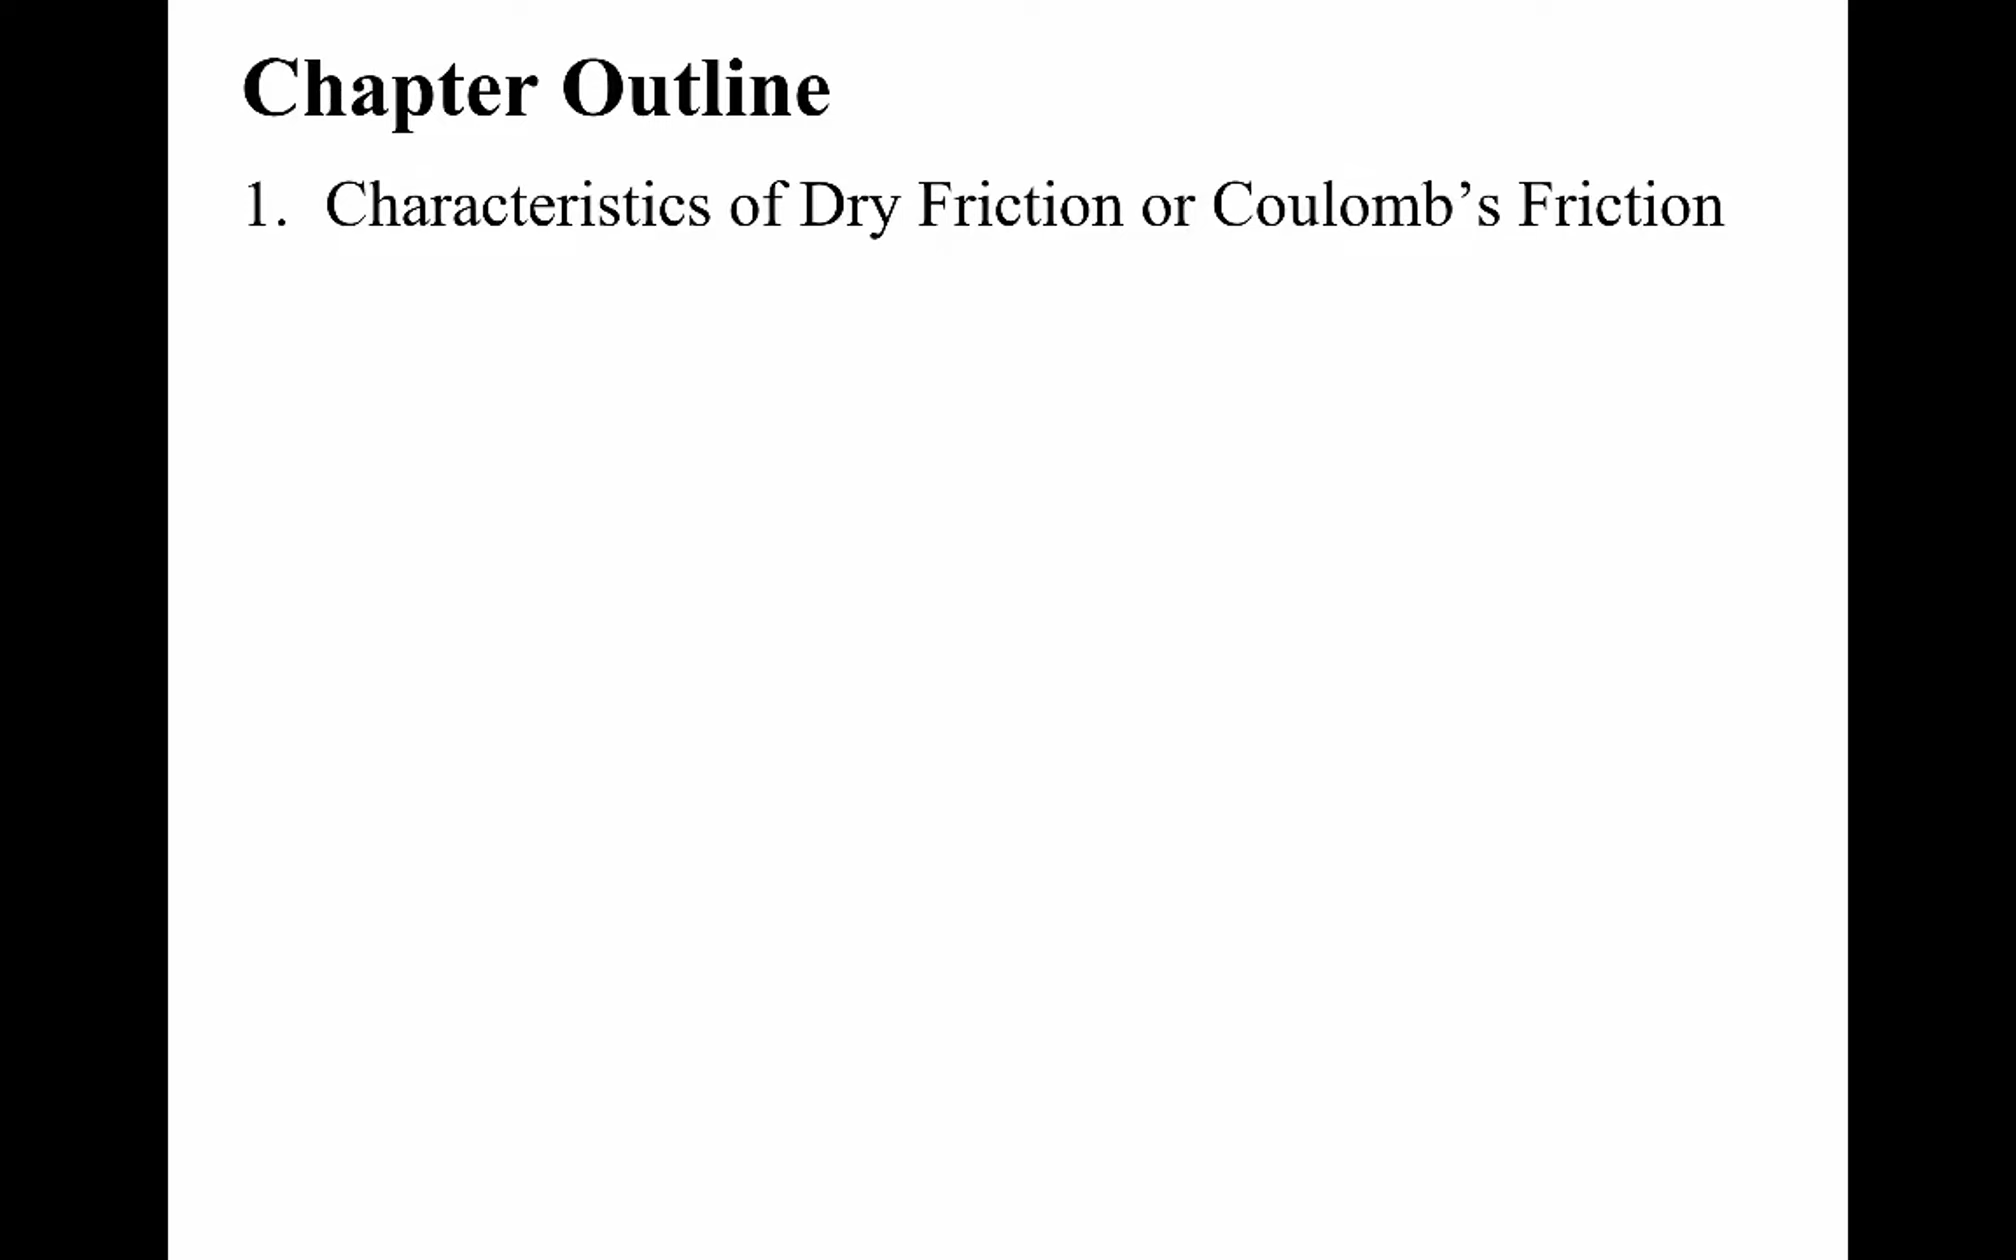 Chapter Outline
1. Characteristics of Dry Friction or Coulomb’s Friction